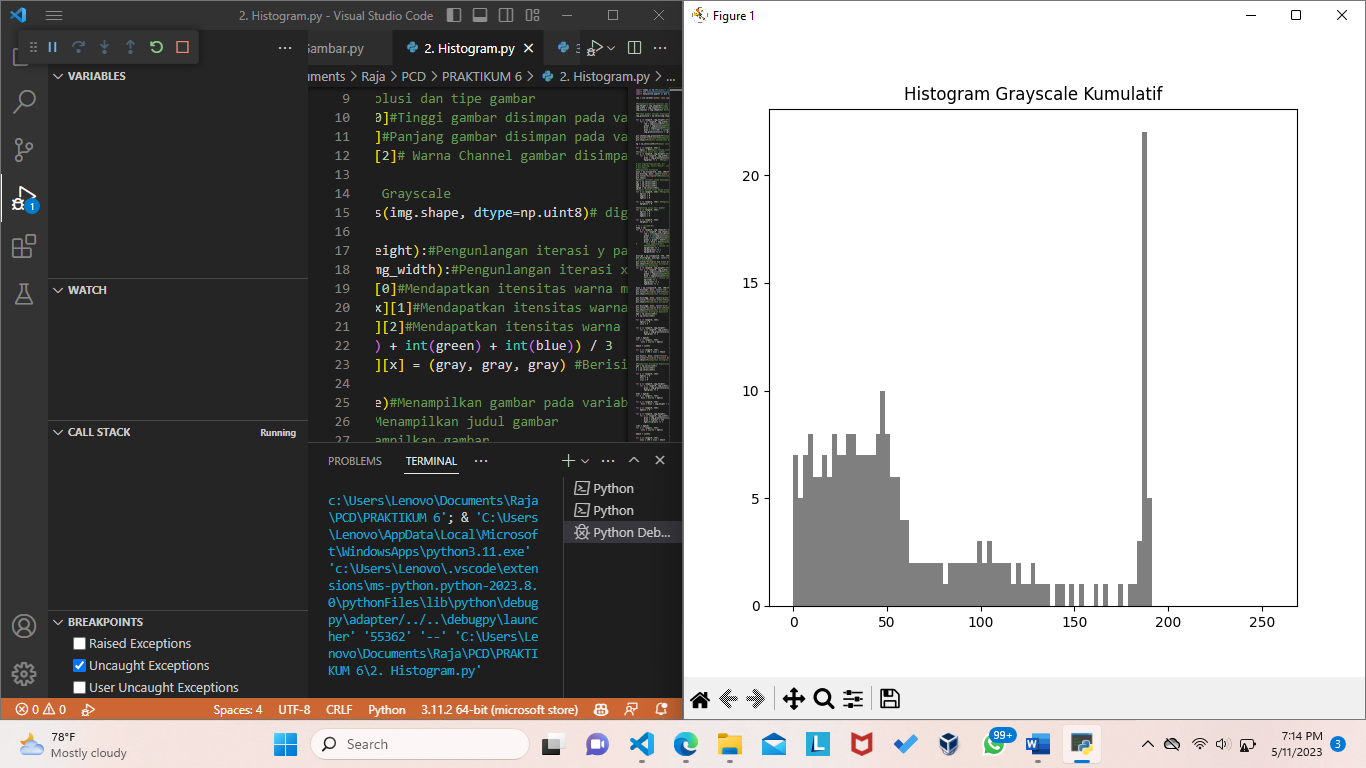 2. Histogram.py - Visual Studio Code
Gambar.py
2. Histogram.py
3
uments > Raja > PCD > PRAKTIKUM 6 > 2. Histogram.py > ...
VARIABLES
WATCH
CALL STACK
Running
BREAKPOINTS
Raised Exceptions
Uncaught Exceptions
User Uncaught Exceptions
1
9 olusi dan tipe gambar
10 0]#Tinggi gambar disimpan pada va
11 ]#Panjang gambar disimpan pada va
12 [2]# Warna Channel gambar disimpa
13
14 Grayscale
15 s(img.shape, dtype=np.uint8)# dig
16
17 eight):#Pengunlangan iterasi y pa
18 mg_width):#Pengunlangan iterasi x
19 [0]#Mendapatkan itensitas warna m
20 x][1]#Mendapatkan itensitas warna
21 ][2]#Mendapatkan itensitas warna
22 ) + int(green) + int(blue)) / 3
23 ][x] = (gray, gray, gray) #Berisi
24
25 e)#Menampilkan gambar pada variab
26 Menampilkan judul gambar
27 ampilkan gambar
PROBLEMS TERMINAL
c:\Users\Lenovo\Documents\Raja
\PCD\PRAKTIKUM 6'; & 'C:\Users
\Lenovo\AppData\Local\Microsof
t\WindowsApps\python3.11.exe'
'c:\Users\Lenovo\.vscode\exten
sions\ms-python.python-2023.8.
0\pythonFiles\lib\python\debug
py\adapter/../..\debugpy\launc
her' '55362' '--' 'C:\Users\Le
novo\Documents\Raja\PCD\PRAKTI
KUM 6\2. Histogram.py'
Python
Python
Python Deb...
0 0
Spaces: 4 UTF-8 CRLF Python 3.11.2 64-bit (microsoft store)
Figure 1
Histogram Grayscale Kumulatif
20
15
10
5
0
0 50 100 150 200 250
78°F
Mostly cloudy
Search
99+
7:14 PM
5/11/2023
3